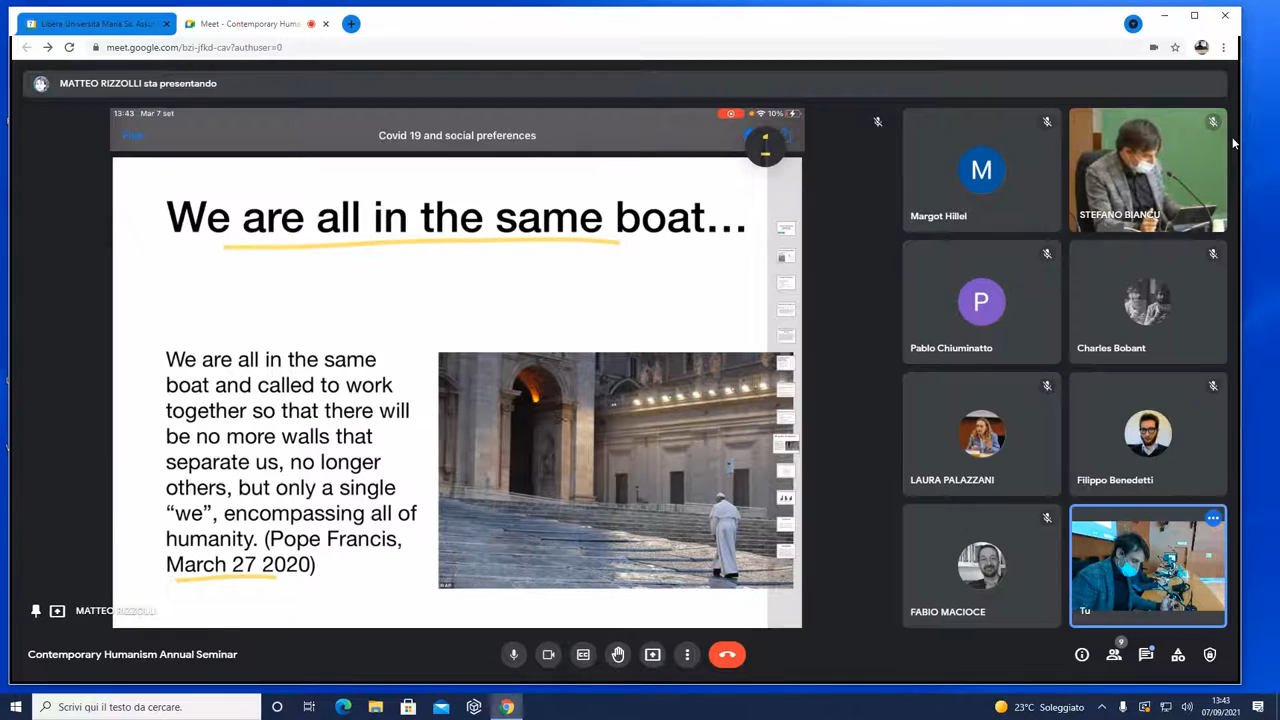 Libera Università Maria Ss. Assu
Meet - Contemporary Huma
meet.google.com/bzi-jfkd-cav?authuser=0
MATTEO RIZZOLLI sta presentando
13:43 Mar 7 set
10%
Covid 19 and social preferences
1
We are all in the same boat...
We are all in the same
boat and called to work
together so that there will
be no more walls that
separate us, no longer
others, but only a single
“we”, encompassing all of
humanity. (Pope Francis,
March 27 2020)
MATTEO RIZZOLLI
M
Margot Hillel
STEFANO BIANCU
P
Pablo Chiuminatto
Charles Bobant
LAURA PALAZZANI
Filippo Benedetti
FABIO MACIOCE
Tu
Contemporary Humanism Annual Seminar
9
Scrivi qui il testo da cercare.
23°C Soleggiato
13:43
07/09/2021